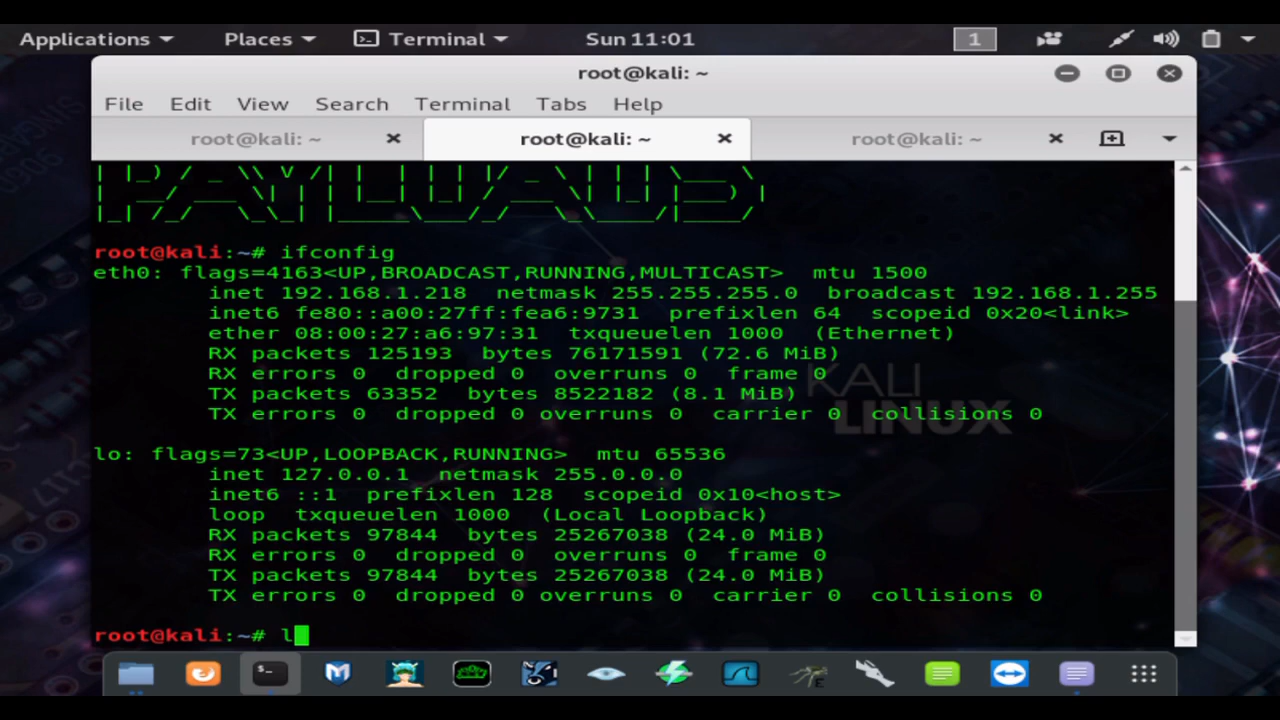 Applications Places Terminal Sun 11:01 1
root@kali: ~
File Edit View Search Terminal Tabs Help
root@kali: ~ root@kali: ~ root@kali: ~
PAYLOADS
root@kali:~# ifconfig
eth0: flags=4163<UP,BROADCAST,RUNNING,MULTICAST>  mtu 1500
inet 192.168.1.218  netmask 255.255.255.0  broadcast 192.168.1.255
inet6 fe80::a00:27ff:fea6:9731  prefixlen 64  scopeid 0x20<link>
ether 08:00:27:a6:97:31  txqueuelen 1000  (Ethernet)
RX packets 125193  bytes 76171591 (72.6 MiB)
RX errors 0  dropped 0  overruns 0  frame 0
TX packets 63352  bytes 8522182 (8.1 MiB)
TX errors 0  dropped 0 overruns 0  carrier 0  collisions 0
KALI
LINUX
lo: flags=73<UP,LOOPBACK,RUNNING>  mtu 65536
inet 127.0.0.1  netmask 255.0.0.0
inet6 ::1  prefixlen 128  scopeid 0x10<host>
loop  txqueuelen 1000  (Local Loopback)
RX packets 97844  bytes 25267038 (24.0 MiB)
RX errors 0  dropped 0  overruns 0  frame 0
TX packets 97844  bytes 25267038 (24.0 MiB)
TX errors 0  dropped 0 overruns 0  carrier 0  collisions 0
root@kali:~# l